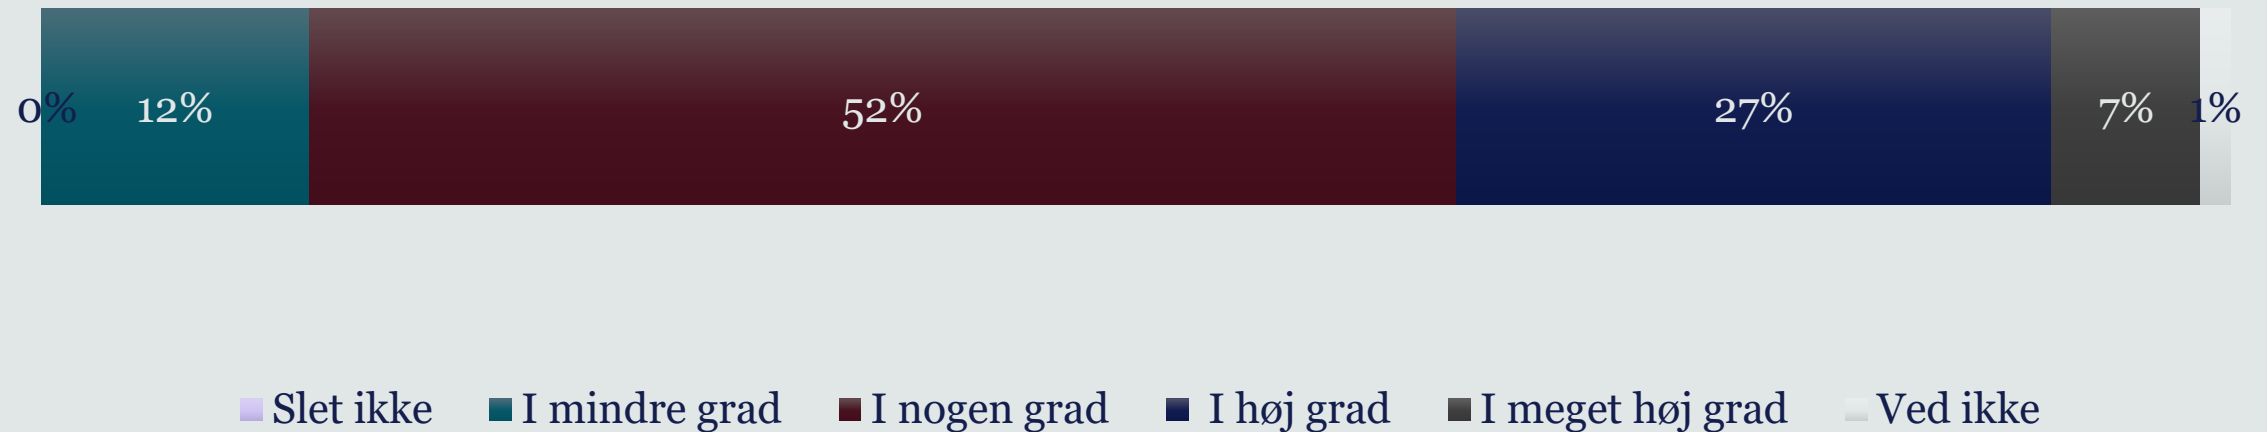 0% 12% 52% 27% 7% 1%
Slet ikke I mindre grad I nogen grad I høj grad I meget høj grad Ved ikke